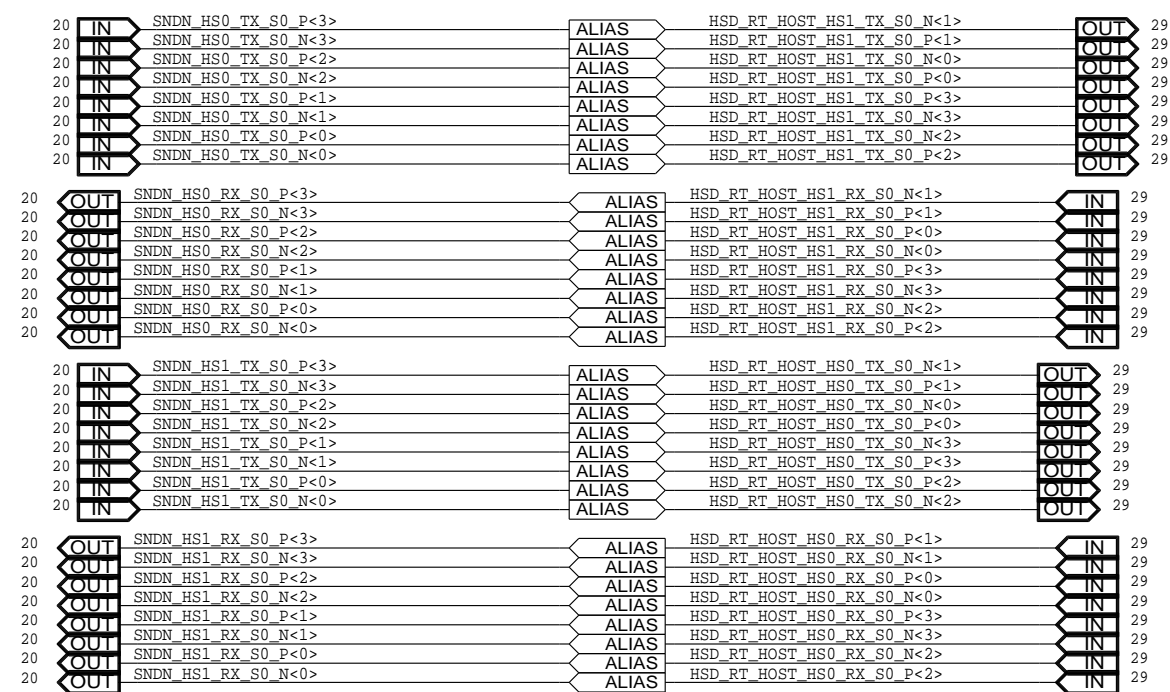 20 IN SNDN_HS0_TX_S0_P<3> ALIAS HSD_RT_HOST_HS1_TX_S0_N<1> OUT 29
20 IN SNDN_HS0_TX_S0_N<3> ALIAS HSD_RT_HOST_HS1_TX_S0_P<1> OUT 29
20 IN SNDN_HS0_TX_S0_P<2> ALIAS HSD_RT_HOST_HS1_TX_S0_N<0> OUT 29
20 IN SNDN_HS0_TX_S0_N<2> ALIAS HSD_RT_HOST_HS1_TX_S0_P<0> OUT 29
20 IN SNDN_HS0_TX_S0_P<1> ALIAS HSD_RT_HOST_HS1_TX_S0_P<3> OUT 29
20 IN SNDN_HS0_TX_S0_N<1> ALIAS HSD_RT_HOST_HS1_TX_S0_N<3> OUT 29
20 IN SNDN_HS0_TX_S0_P<0> ALIAS HSD_RT_HOST_HS1_TX_S0_N<2> OUT 29
20 IN SNDN_HS0_TX_S0_N<0> ALIAS HSD_RT_HOST_HS1_TX_S0_P<2> OUT 29
20 OUT SNDN_HS0_RX_S0_P<3> ALIAS HSD_RT_HOST_HS1_RX_S0_N<1> IN 29
20 OUT SNDN_HS0_RX_S0_N<3> ALIAS HSD_RT_HOST_HS1_RX_S0_P<1> IN 29
20 OUT SNDN_HS0_RX_S0_P<2> ALIAS HSD_RT_HOST_HS1_RX_S0_P<0> IN 29
20 OUT SNDN_HS0_RX_S0_N<2> ALIAS HSD_RT_HOST_HS1_RX_S0_N<0> IN 29
20 OUT SNDN_HS0_RX_S0_P<1> ALIAS HSD_RT_HOST_HS1_RX_S0_P<3> IN 29
20 OUT SNDN_HS0_RX_S0_N<1> ALIAS HSD_RT_HOST_HS1_RX_S0_N<3> IN 29
20 OUT SNDN_HS0_RX_S0_P<0> ALIAS HSD_RT_HOST_HS1_RX_S0_N<2> IN 29
20 OUT SNDN_HS0_RX_S0_N<0> ALIAS HSD_RT_HOST_HS1_RX_S0_P<2> IN 29
20 IN SNDN_HS1_TX_S0_P<3> ALIAS HSD_RT_HOST_HS0_TX_S0_N<1> OUT 29
20 IN SNDN_HS1_TX_S0_N<3> ALIAS HSD_RT_HOST_HS0_TX_S0_P<1> OUT 29
20 IN SNDN_HS1_TX_S0_P<2> ALIAS HSD_RT_HOST_HS0_TX_S0_N<0> OUT 29
20 IN SNDN_HS1_TX_S0_N<2> ALIAS HSD_RT_HOST_HS0_TX_S0_P<0> OUT 29
20 IN SNDN_HS1_TX_S0_P<1> ALIAS HSD_RT_HOST_HS0_TX_S0_N<3> OUT 29
20 IN SNDN_HS1_TX_S0_N<1> ALIAS HSD_RT_HOST_HS0_TX_S0_P<3> OUT 29
20 IN SNDN_HS1_TX_S0_P<0> ALIAS HSD_RT_HOST_HS0_TX_S0_P<2> OUT 29
20 IN SNDN_HS1_TX_S0_N<0> ALIAS HSD_RT_HOST_HS0_TX_S0_N<2> OUT 29
20 OUT SNDN_HS1_RX_S0_P<3> ALIAS HSD_RT_HOST_HS0_RX_S0_P<1> IN 29
20 OUT SNDN_HS1_RX_S0_N<3> ALIAS HSD_RT_HOST_HS0_RX_S0_N<1> IN 29
20 OUT SNDN_HS1_RX_S0_P<2> ALIAS HSD_RT_HOST_HS0_RX_S0_P<0> IN 29
20 OUT SNDN_HS1_RX_S0_N<2> ALIAS HSD_RT_HOST_HS0_RX_S0_N<0> IN 29
20 OUT SNDN_HS1_RX_S0_P<1> ALIAS HSD_RT_HOST_HS0_RX_S0_P<3> IN 29
20 OUT SNDN_HS1_RX_S0_N<1> ALIAS HSD_RT_HOST_HS0_RX_S0_N<3> IN 29
20 OUT SNDN_HS1_RX_S0_P<0> ALIAS HSD_RT_HOST_HS0_RX_S0_N<2> IN 29
20 OUT SNDN_HS1_RX_S0_N<0> ALIAS HSD_RT_HOST_HS0_RX_S0_P<2> IN 29